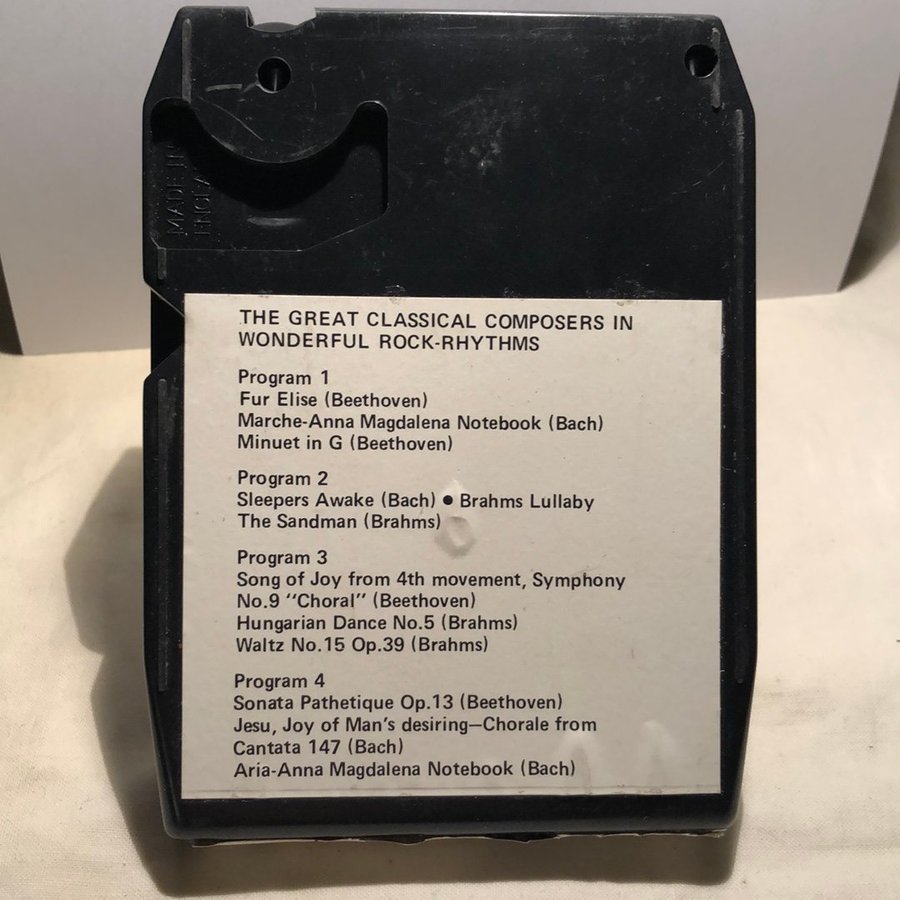 MADE IN
ENGLAND
THE GREAT CLASSICAL COMPOSERS IN
WONDERFUL ROCK-RHYTHMS
Program 1
Fur Elise (Beethoven)
Marche-Anna Magdalena Notebook (Bach)
Minuet in G (Beethoven)
Program 2
Sleepers Awake (Bach) ● Brahms Lullaby
The Sandman (Brahms)
Program 3
Song of Joy from 4th movement, Symphony
No.9 “Choral” (Beethoven)
Hungarian Dance No.5 (Brahms)
Waltz No.15 Op.39 (Brahms)
Program 4
Sonata Pathetique Op.13 (Beethoven)
Jesu, Joy of Man's desiring—Chorale from
Cantata 147 (Bach)
Aria-Anna Magdalena Notebook (Bach)